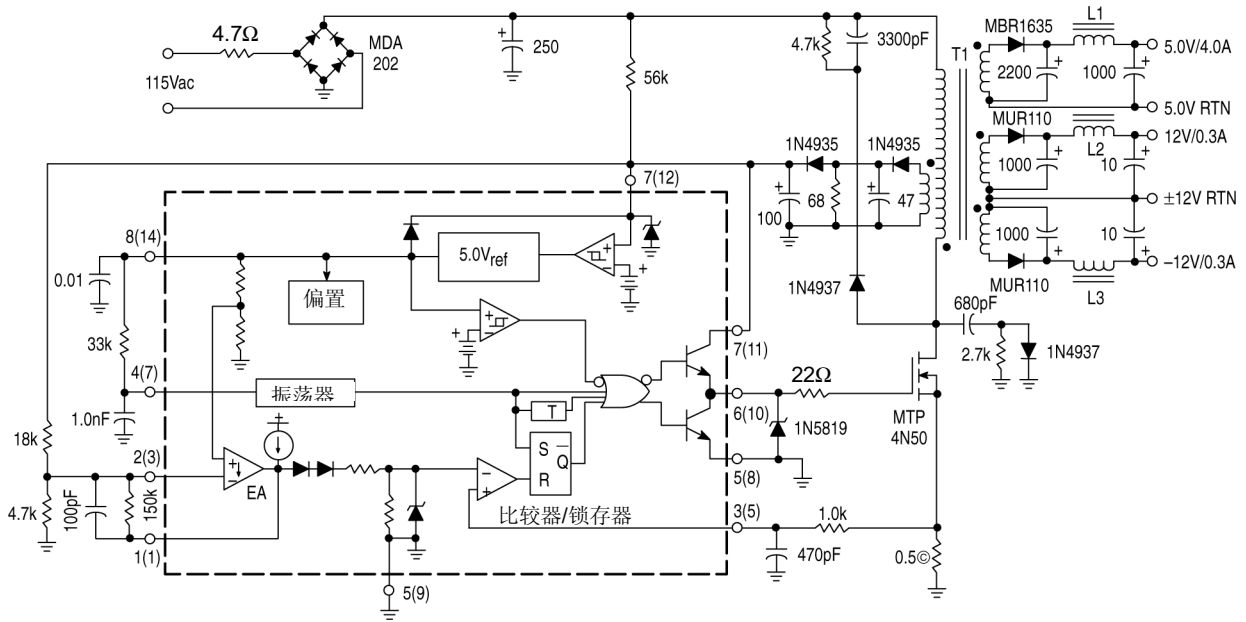 4.7Ω
MDA
202
115Vac
250
56k
4.7k
3300pF
T1
MBR1635
L1
5.0V/4.0A
2200
1000
5.0V RTN
MUR110
12V/0.3A
L2
1000
10
±12V RTN
1000
10
–12V/0.3A
MUR110
L3
1N4935
1N4935
100
68
47
7(12)
8(14)
0.01
5.0Vref
偏置
33k
4(7)
振荡器
1.0nF
18k
2(3)
4.7k
100pF
150k
1(1)
EA
T
S
Q
R
比较器/锁存器
5(9)
7(11)
6(10)
5(8)
3(5)
1N4937
22Ω
1N5819
MTP
4N50
680pF
2.7k
1N4937
1.0k
470pF
0.5©